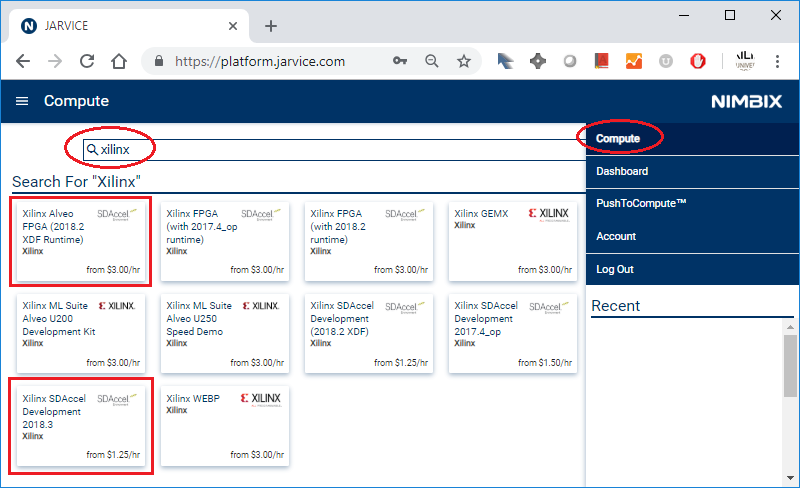 JARVICE
https://platform.jarvice.com
Compute
NIMBIX
xilinx
Compute
Dashboard
PushToCompute™
Account
Log Out
Search For "Xilinx"
Xilinx Alveo
FPGA (2018.2
XDF Runtime)
Xilinx
SDAccel
from $3.00/hr
Xilinx FPGA
(with 2017.4_op
runtime)
Xilinx
SDAccel
from $3.00/hr
Xilinx FPGA
(with 2018.2
runtime)
Xilinx
SDAccel
from $3.00/hr
Xilinx GEMX
Xilinx
XILINX
from $3.00/hr
Xilinx ML Suite
Alveo U200
Development Kit
Xilinx
XILINX
from $3.00/hr
Xilinx ML Suite
Alveo U250
Speed Demo
Xilinx
XILINX
from $3.00/hr
Xilinx SDAccel
Development
(2018.2 XDF)
Xilinx
SDAccel
from $1.25/hr
Xilinx SDAccel
Development
2017.4_op
Xilinx
SDAccel
from $1.50/hr
Xilinx SDAccel
Development
2018.3
Xilinx
SDAccel
from $1.25/hr
Xilinx WEBP
Xilinx
XILINX
from $3.00/hr
Recent